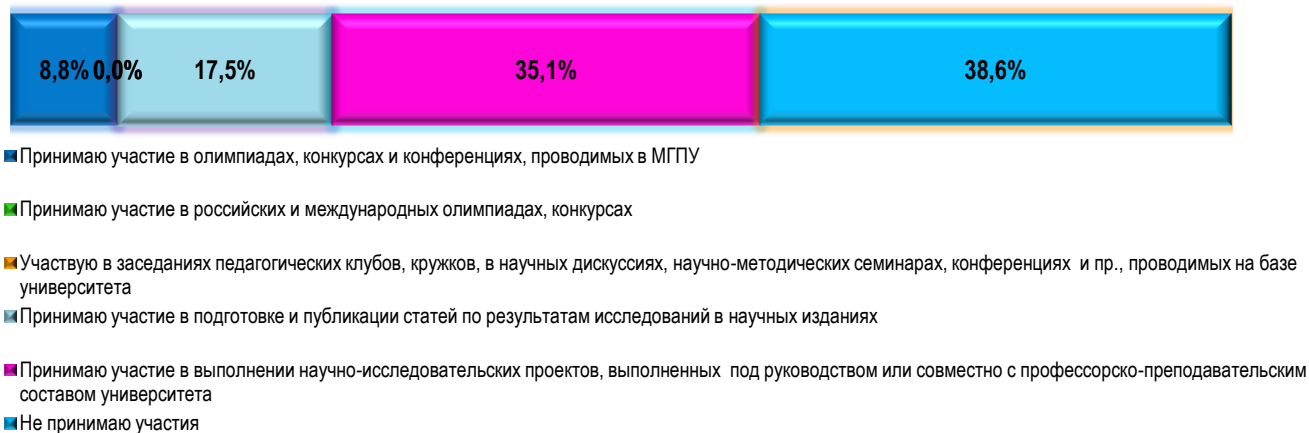 8,8% 0,0% 17,5% 35,1% 38,6%
Принимаю участие в олимпиадах, конкурсах и конференциях, проводимых в МГПУ
Принимаю участие в российских и международных олимпиадах, конкурсах
Участвую в заседаниях педагогических клубов, кружков, в научных дискуссиях, научно-методических семинарах, конференциях и пр., проводимых на базе
университета
Принимаю участие в подготовке и публикации статей по результатам исследований в научных изданиях
Принимаю участие в выполнении научно-исследовательских проектов, выполненных под руководством или совместно с профессорско-преподавательским
составом университета
Не принимаю участия